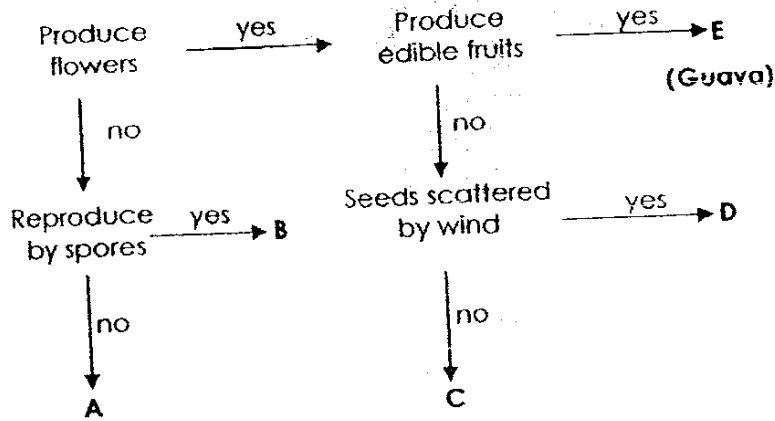 Produce
flowers
yes
Produce
edible fruits
yes
E
(Guava)
no
no
Reproduce
by spores
yes
B
Seeds scattered
by wind
yes
D
no
no
A
C